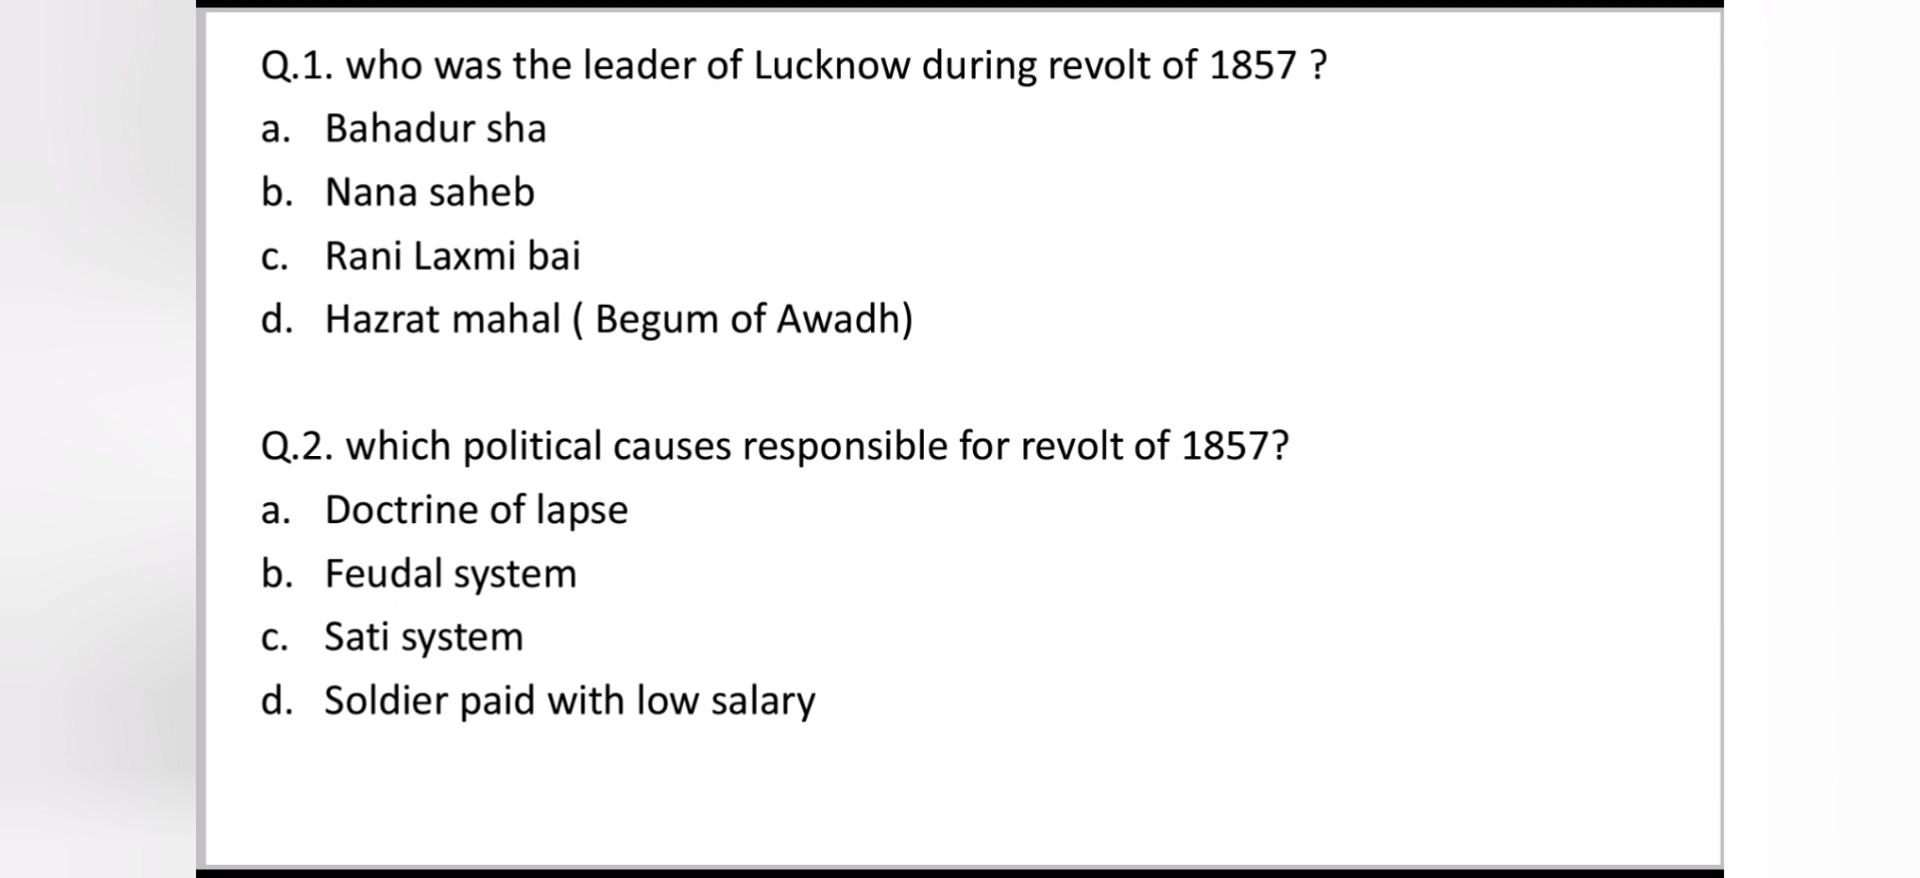 Q.1. who was the leader of Lucknow during revolt of 1857 ?
a. Bahadur sha
b. Nana saheb
c. Rani Laxmi bai
d. Hazrat mahal ( Begum of Awadh)
Q.2. which political causes responsible for revolt of 1857?
a. Doctrine of lapse
b. Feudal system
c. Sati system
d. Soldier paid with low salary